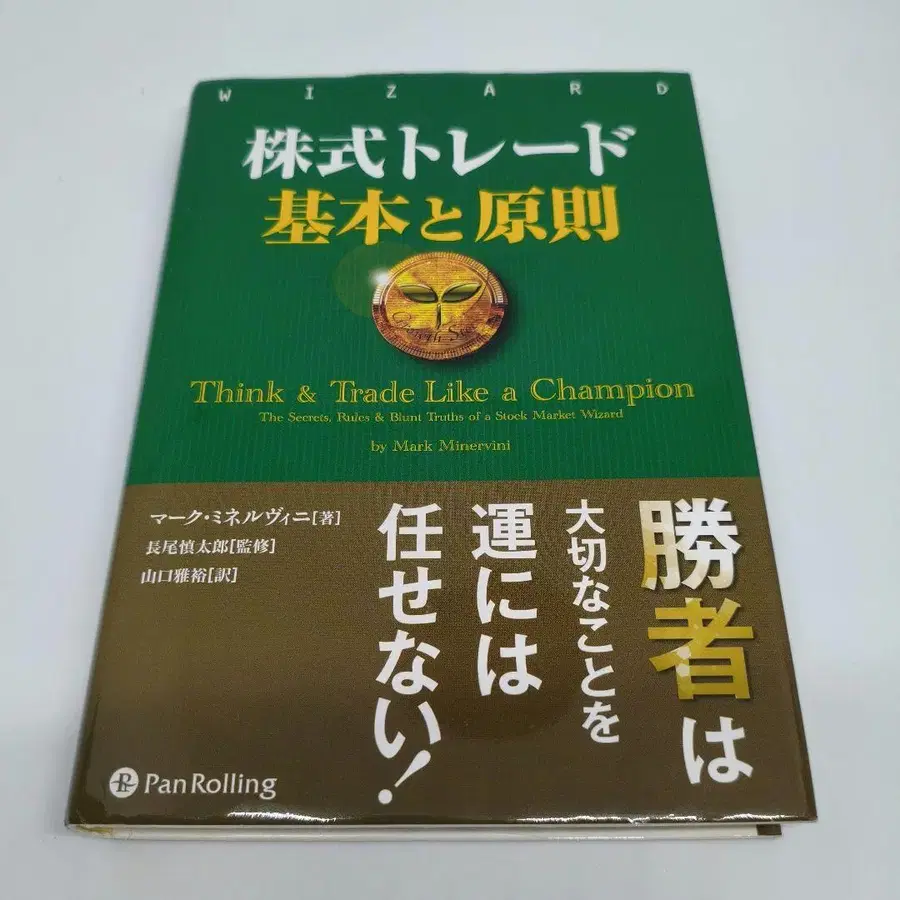 WIZARD
株式トレード
基本と原則
Think & Trade Like a Champion
The Secrets, Rules & Blunt Truths of a Stock Market Wizard
by Mark Minervini
マーク・ミネルヴィニ[著]
長尾慎太郎[監修]
山口雅裕[訳]
勝者は
大切なことを
運には
任せない!
PanRolling